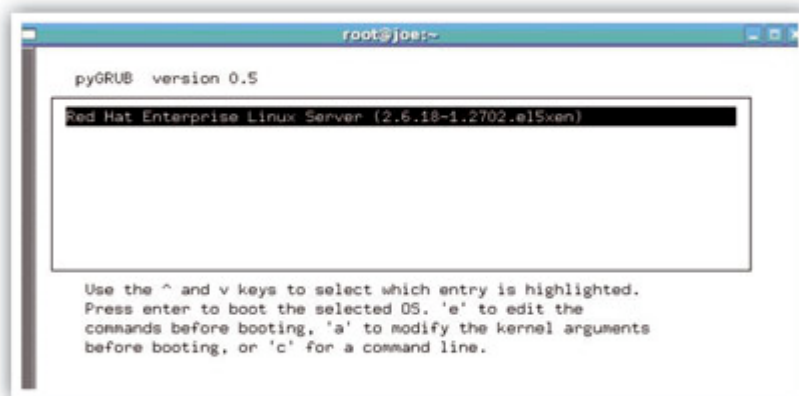 root@joe:~
pyGRUB version 0.5
Red Hat Enterprise Linux Server (2.6.18-1.2702.el5xen)
Use the ^ and v keys to select which entry is highlighted.
Press enter to boot the selected OS. 'e' to edit the
commands before booting, 'a' to modify the kernel arguments
before booting, or 'c' for a command line.